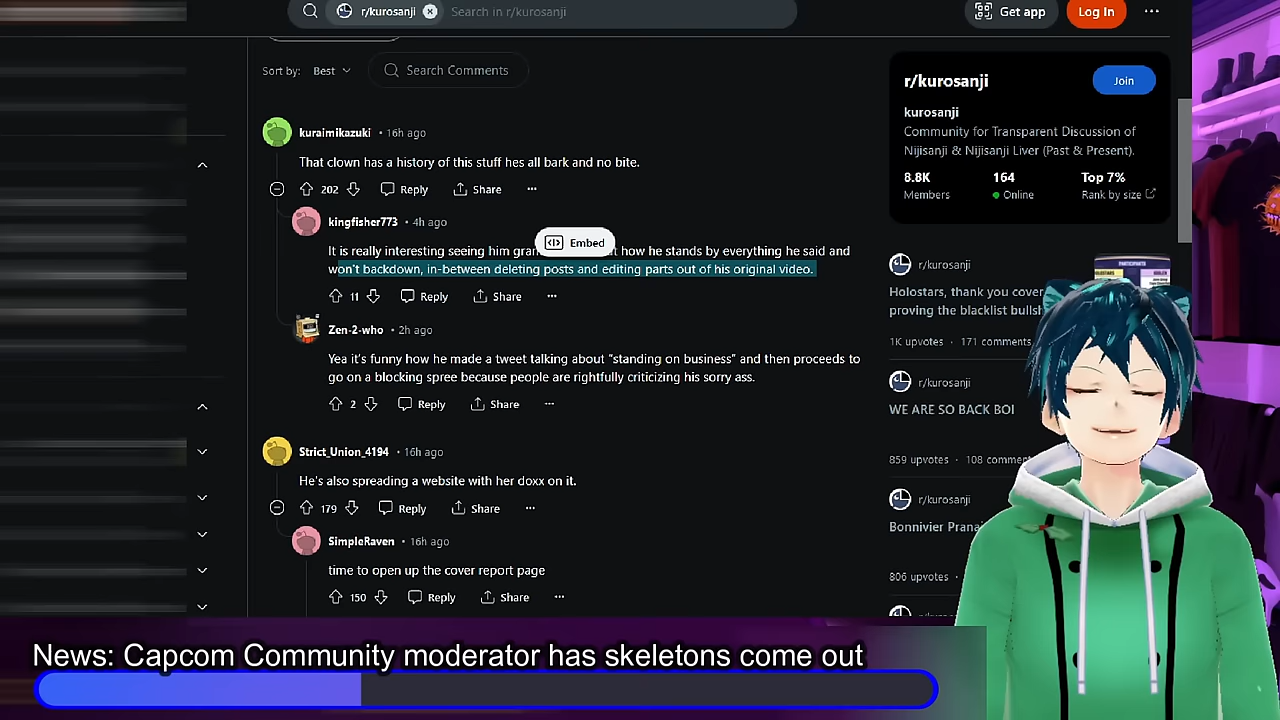 r/kurosanji
Search in r/kurosanji
Get app
Log In
Sort by:
Best
Search Comments
kuraimikazuki • 16h ago
That clown has a history of this stuff hes all bark and no bite.
202
Reply
Share
kingfisher773 • 4h ago
It is really interesting seeing him
how he stands by everything he said and
Embed
won't backdown, in-between deleting posts and editing parts out of his original video.
11
Reply
Share
Zen-2-who • 2h ago
Yea it's funny how he made a tweet talking about "standing on business" and then proceeds to
go on a blocking spree because people are rightfully criticizing his sorry ass.
2
Reply
Share
Strict_Union_4194 • 16h ago
He's also spreading a website with her doxx on it.
179
Reply
Share
SimpleRaven • 16h ago
time to open up the cover report page
150
Reply
Share
r/kurosanji
Join
kurosanji
Community for Transparent Discussion of
Nijisanji & Nijisanji Liver (Past & Present).
8.8K
164
Top 7%
Members
Online
Rank by size
r/kurosanji
Holostars, thank you cover
proving the blacklist
1K upvotes • 171 comments
r/kurosanji
WE ARE SO BACK BOI
859 upvotes • 108
r/kurosanji
Bonnivier
806 upvotes
News: Capcom Community moderator has skeletons come out